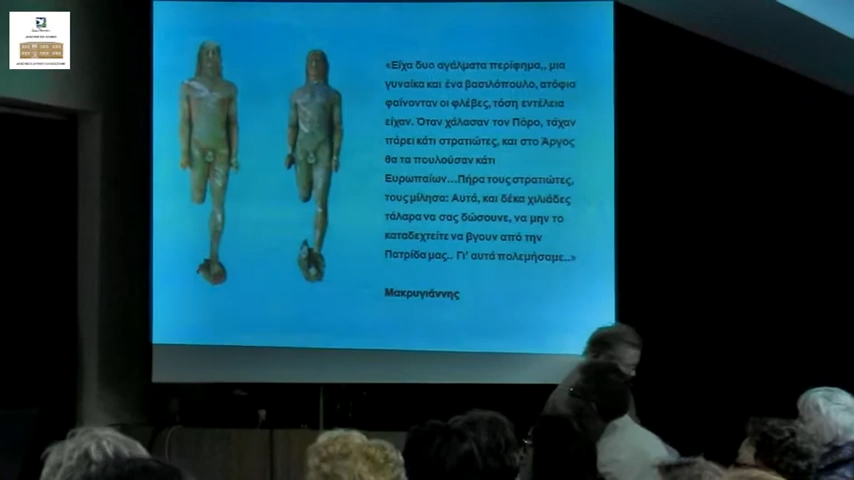 «Είχα δυο αγάλματα περίφημα,, μια
γυναίκα και ένα βασιλόπουλο, ατόφια
φαίνονταν οι φλέβες, τόση εντέλεια
είχαν. Όταν χάλασαν τον Πόρο, τάχαν
πάρει κάτι στρατιώτες, και στο Άργος
θα τα πουλούσαν κάτι
Ευρωπαίων...Πήρα τους στρατιώτες,
τους μίλησα: Αυτά, και δέκα χιλιάδες
τάλαρα να σας δώσουνε, να μην το
καταδεχτείτε να βγουν από την
Πατρίδα μας.. Γι' αυτά πολεμήσαμε..»
Μακρυγιάννης